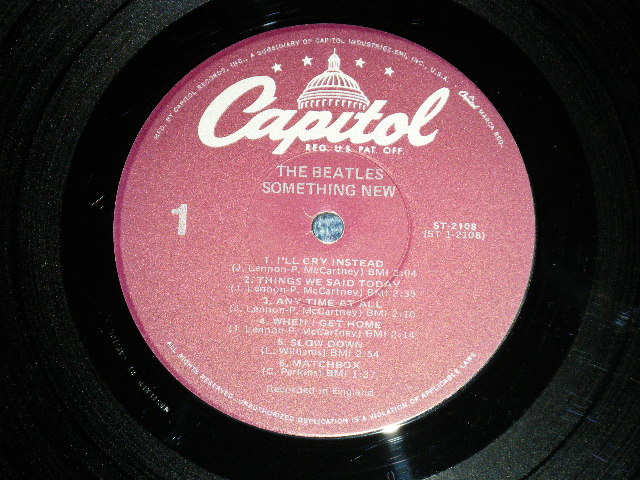 MFD. BY CAPITOL RECORDS, INC., A SUBSIDIARY OF CAPITOL INDUSTRIES-EMI, INC., U.S.A.
Capitol MARCA REG.
Capitol
REG. U.S. PAT. OFF.
THE BEATLES
SOMETHING NEW
1
ST-2108
(ST 1-2108)
1. I'LL CRY INSTEAD
(J. Lennon-P. McCartney) BMI 2:04
2. THINGS WE SAID TODAY
(J. Lennon-P. McCartney) BMI 2:35
3. ANY TIME AT ALL
(J. Lennon-P. McCartney) BMI 2:10
4. WHEN I GET HOME
(J. Lennon-P. McCartney) BMI 2:14
5. SLOW DOWN
(L. Williams) BMI 2:54
6. MATCHBOX
(C. Perkins) BMI 1:37
Recorded in England
ALL RIGHTS RESERVED. UNAUTHORIZED DUPLICATION IS A VIOLATION OF APPLICABLE LAWS.